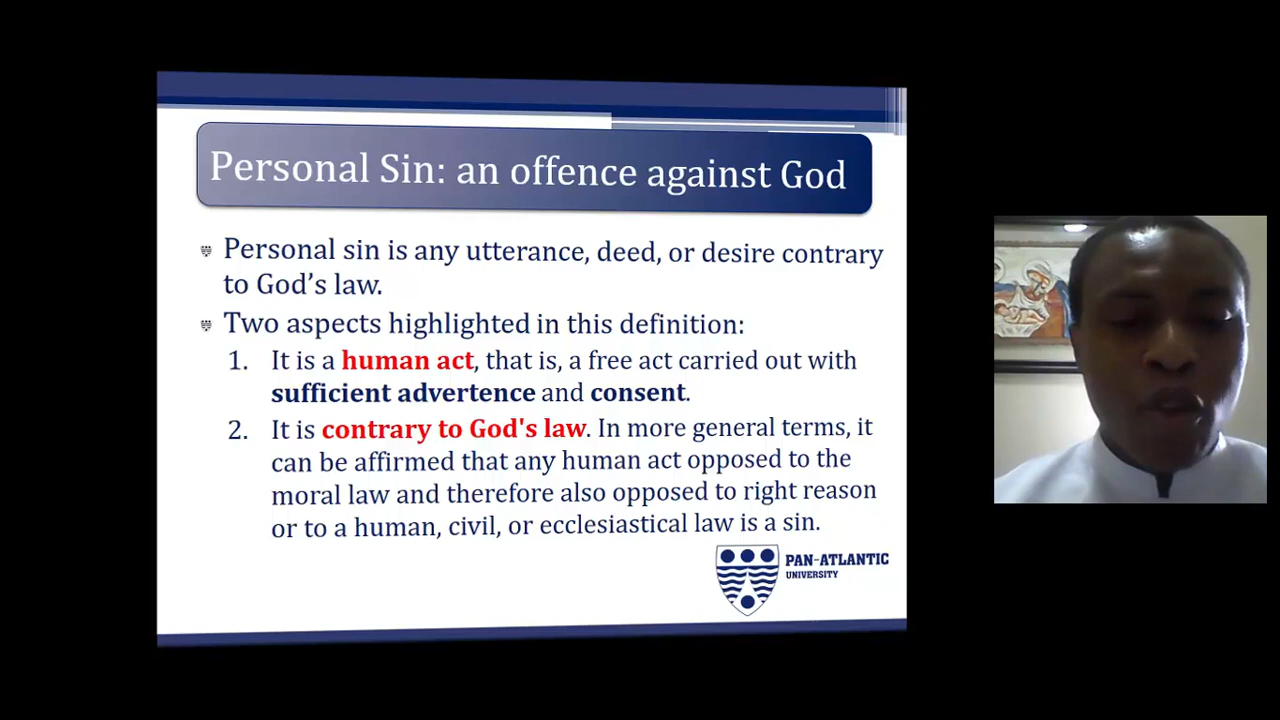 Personal Sin: an offence against God
Personal sin is any utterance, deed, or desire contrary
to God’s law.
Two aspects highlighted in this definition:
1. It is a human act, that is, a free act carried out with
sufficient advertence and consent.
2. It is contrary to God's law. In more general terms, it
can be affirmed that any human act opposed to the
moral law and therefore also opposed to right reason
or to a human, civil, or ecclesiastical law is a sin.
PAN-ATLANTIC
UNIVERSITY